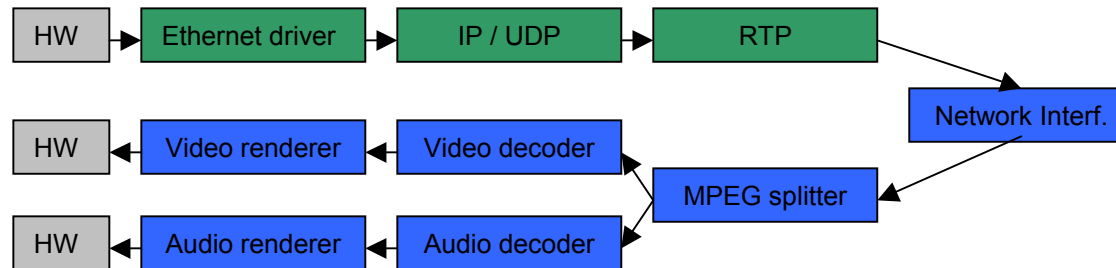 HW
Ethernet driver
IP / UDP
RTP
Network Interf.
HW
Video renderer
Video decoder
MPEG splitter
HW
Audio renderer
Audio decoder